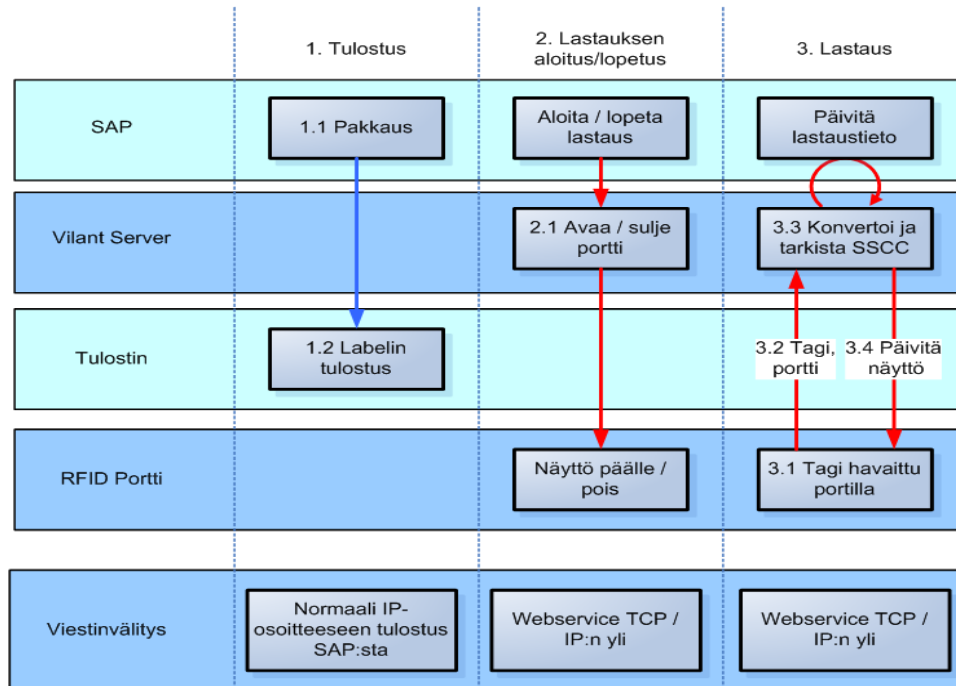 1. Tulostus
2. Lastauksen
aloitus/lopetus
3. Lastaus
SAP
1.1 Pakkaus
Aloita / lopeta
lastaus
Päivitä
lastaustieto
Vilant Server
2.1 Avaa / sulje
portti
3.3 Konvertoi ja
tarkista SSCC
Tulostin
1.2 Labelin
tulostus
3.2 Tagi,
portti
3.4 Päivitä
näyttö
RFID Portti
Näyttö päälle /
pois
3.1 Tagi havaittu
portilla
Viestinvälitys
Normaali IP-
osoitteeseen tulostus
SAP:sta
Webservice TCP /
IP:n yli
Webservice TCP /
IP:n yli